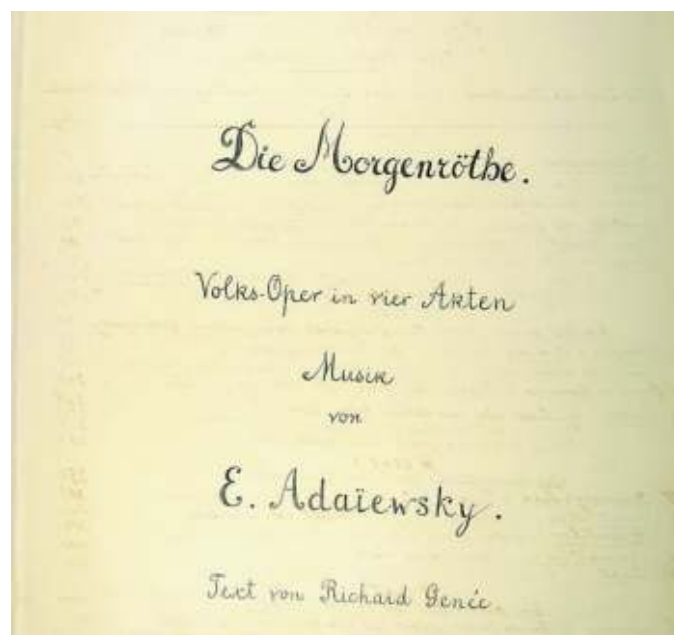 Die Morgenröthe.
Volks-Oper in vier Akten
Musik
von
E. Adaïewsky.
Text von Richard Genée.